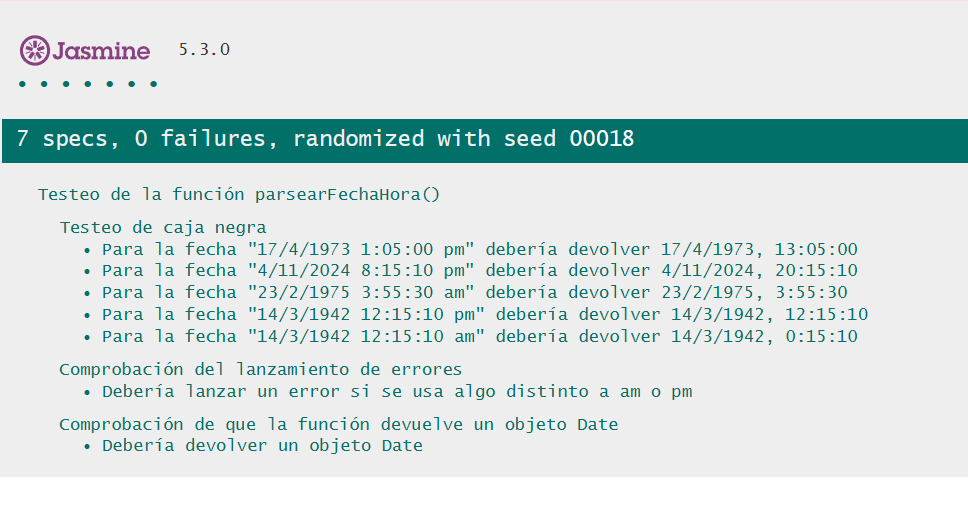 Jasmine 5.3.0
• • • • • • •
7 specs, 0 failures, randomized with seed 00018
Testeo de la función parsearFechaHora()
Testeo de caja negra
• Para la fecha "17/4/1973 1:05:00 pm" debería devolver 17/4/1973, 13:05:00
• Para la fecha "4/11/2024 8:15:10 pm" debería devolver 4/11/2024, 20:15:10
• Para la fecha "23/2/1975 3:55:30 am" debería devolver 23/2/1975, 3:55:30
• Para la fecha "14/3/1942 12:15:10 pm" debería devolver 14/3/1942, 12:15:10
• Para la fecha "14/3/1942 12:15:10 am" debería devolver 14/3/1942, 0:15:10
Comprobación del lanzamiento de errores
• Debería lanzar un error si se usa algo distinto a am o pm
Comprobación de que la función devuelve un objeto Date
• Debería devolver un objeto Date